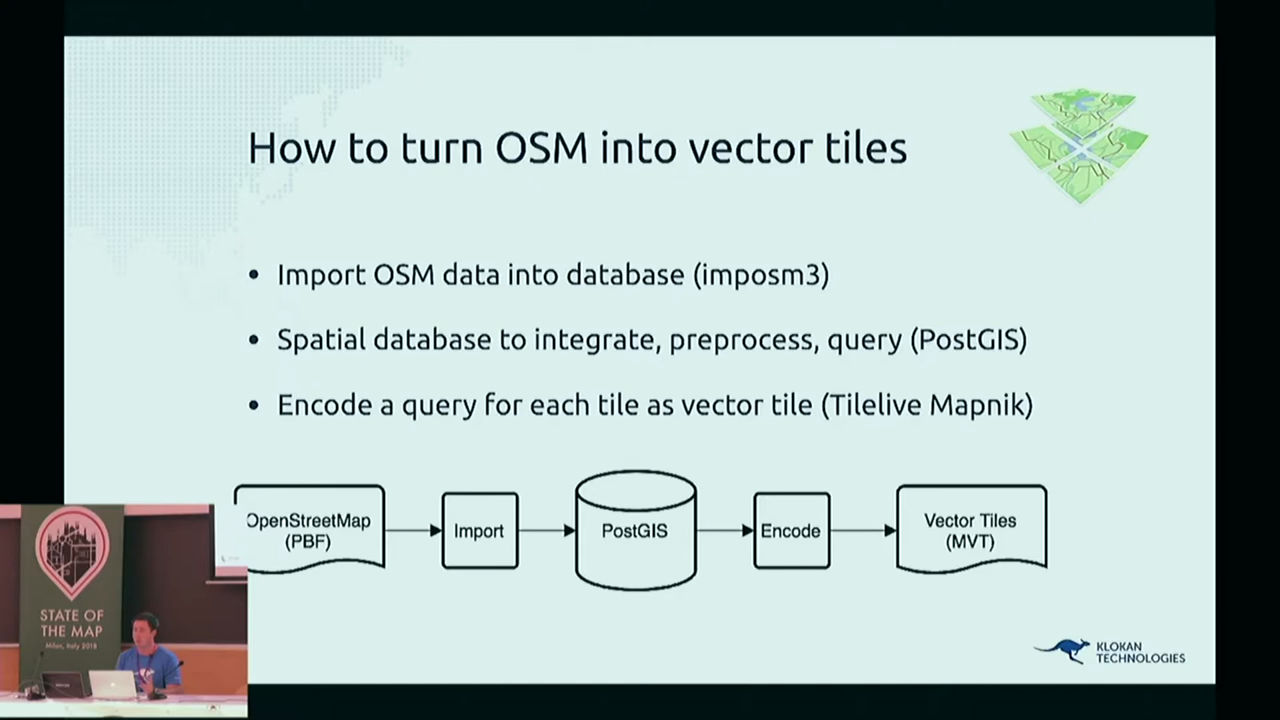 How to turn OSM into vector tiles
• Import OSM data into database (imposm3)
• Spatial database to integrate, preprocess, query (PostGIS)
• Encode a query for each tile as vector tile (Tilelive Mapnik)
OpenStreetMap
(PBF)
Import
PostGIS
Encode
Vector Tiles
(MVT)
STATE OF
THE MAP
Milan, Italy 2018
KLOKAN
TECHNOLOGIES